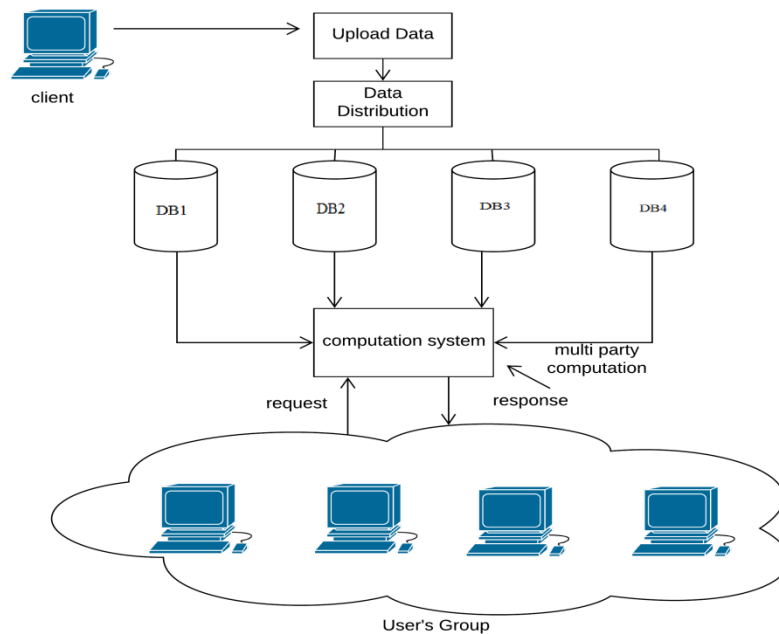 Upload Data
client
Data
Distribution
DB1
DB2
DB3
DB4
computation system
multi party
computation
request
response
User's Group